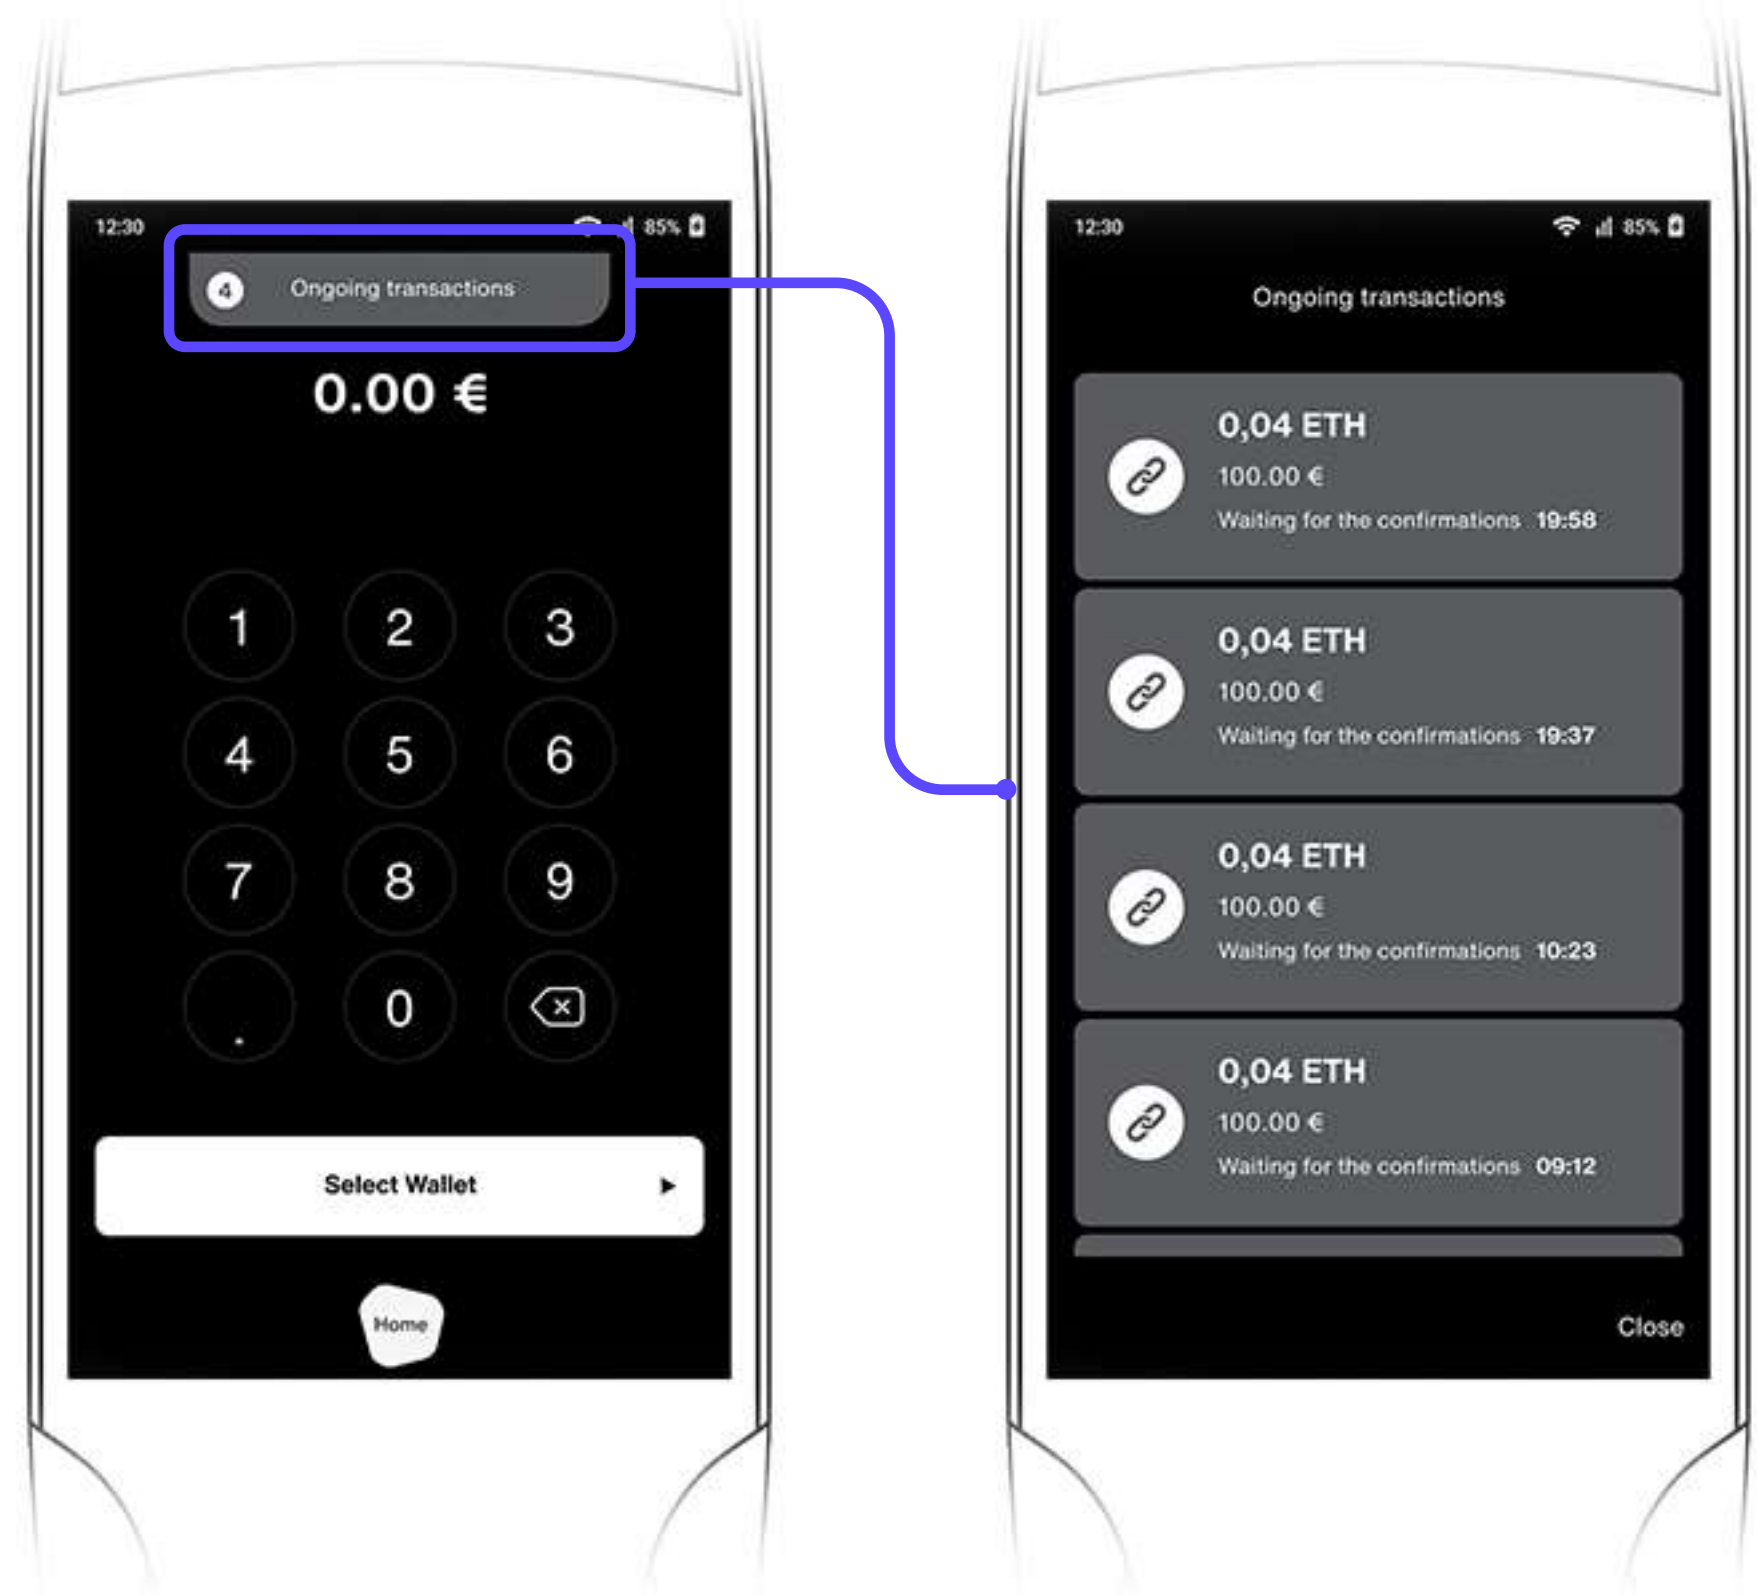 12:30
85%
4 Ongoing transactions
0.00 €
1 2 3
4 5 6
7 8 9
. 0
Select Wallet
Home
12:30
85%
Ongoing transactions
0,04 ETH
100.00 €
Waiting for the confirmations 19:58
0,04 ETH
100.00 €
Waiting for the confirmations 19:37
0,04 ETH
100.00 €
Waiting for the confirmations 10:23
0,04 ETH
100.00 €
Waiting for the confirmations 09:12
Close